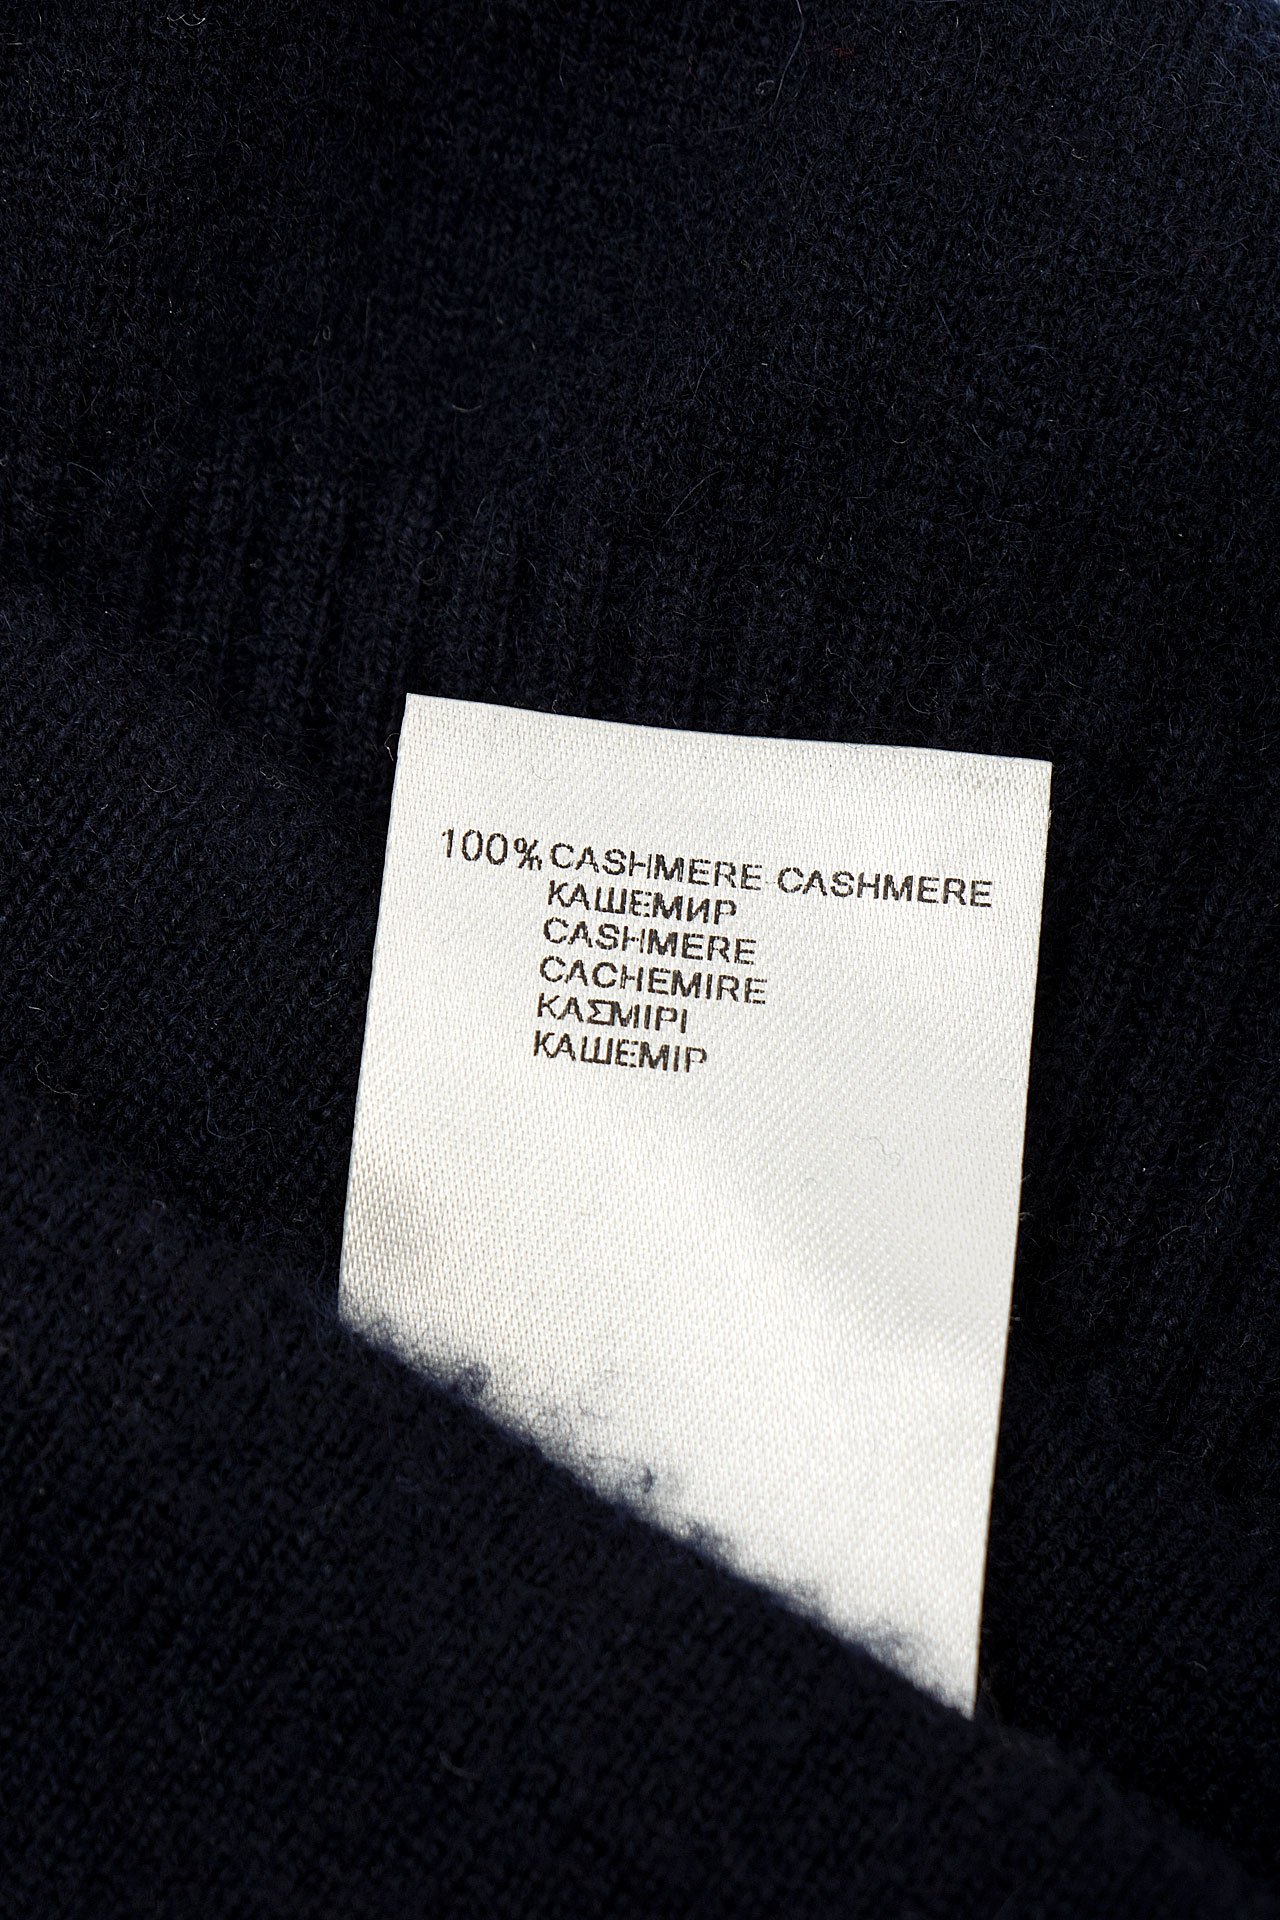 100% CASHMERE CASHMERE
КАШЕМИР
CASHMERE
CACHEMIRE
ΚΑΣΜΙΡΙ
КАШЕМІР